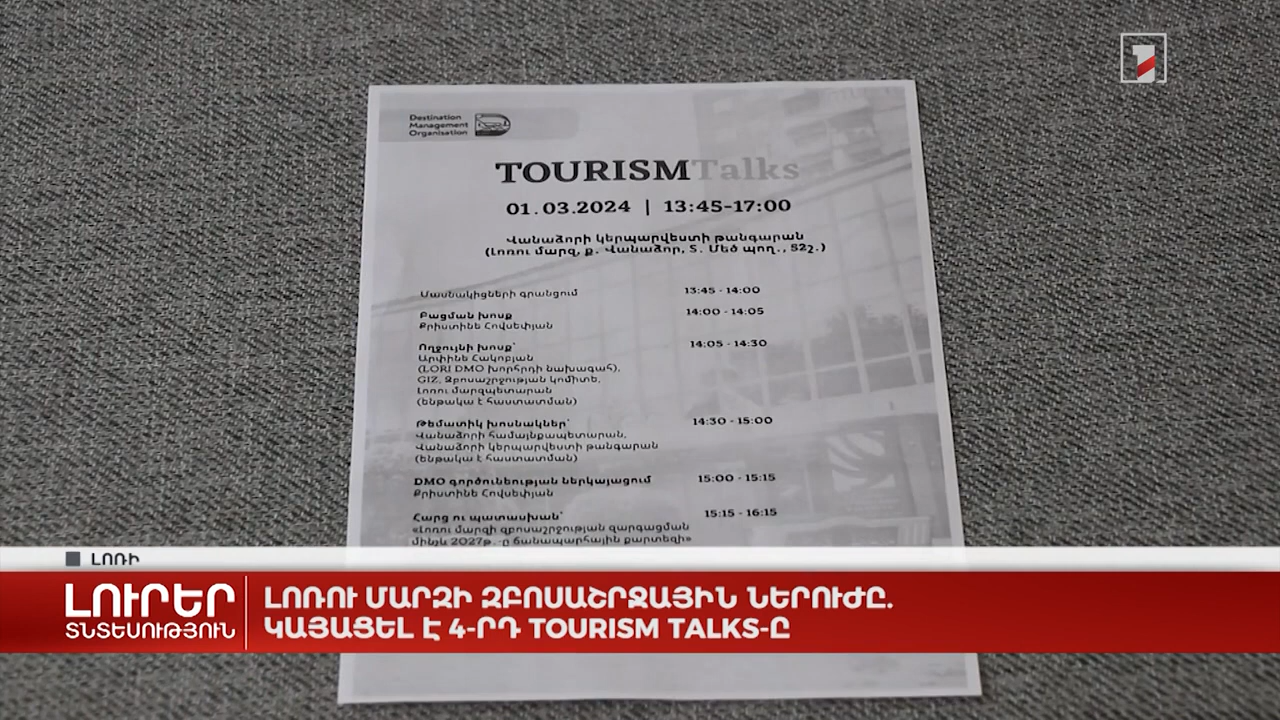 1
Destination
Management
Organisation
TOURISMTalks
01.03.2024 | 13:45-17:00
Վանաձորի կերպարվեստի թանգարան
(Լոռու մարզ, ք. Վանաձոր, Տ. Մեծ պող., 52շ.)
Մասնակիցների գրանցում 13:45 - 14:00
Բացման խոսք 14:00 - 14:05
Քրիստինե Հովսեփյան
Ողջույնի խոսք՝ 14:05 - 14:30
Արփինե Հակոբյան
(LORI DMO խորհրդի նախագահ),
GIZ, Զբոսաշրջության կոմիտե,
Լոռու մարզպետարան
(ենթակա է հաստատման)
Թեմատիկ խոսնակներ՝ 14:30 - 15:00
Վանաձորի համայնքապետարան,
Վանաձորի կերպարվեստի թանգարան
(ենթակա է հաստատման)
DMO գործունեության ներկայացում 15:00 - 15:15
Քրիստինե Հովսեփյան
Հարց ու պատասխան՝ 15:15 - 16:15
«Լոռու մարզի զբոսաշրջության զարգացման
մինչև 2027թ.-ը ճանապարհային քարտեզի»
ԼՈՌԻ
ԼՈՒՐԵՐ
ՏՆՏԵՍՈՒԹՅՈՒՆ
ԼՈՌՈՒ ՄԱՐԶԻ ԶԲՈՍԱՇՐՋԱՅԻՆ ՆԵՐՈՒԺԸ.
ԿԱՅԱՑԵԼ Է 4-ՐԴ TOURISM TALKS-Ը